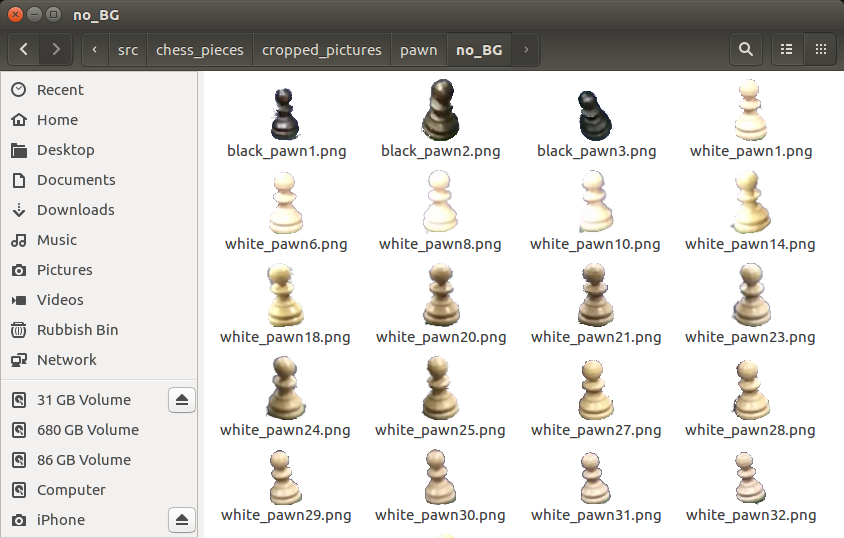 no_BG
src chess_pieces cropped_pictures pawn no_BG
Recent
Home
Desktop
Documents
Downloads
Music
Pictures
Videos
Rubbish Bin
Network
31 GB Volume
680 GB Volume
86 GB Volume
Computer
iPhone
black_pawn1.png black_pawn2.png black_pawn3.png white_pawn1.png
white_pawn6.png white_pawn8.png white_pawn10.png white_pawn14.png
white_pawn18.png white_pawn20.png white_pawn21.png white_pawn23.png
white_pawn24.png white_pawn25.png white_pawn27.png white_pawn28.png
white_pawn29.png white_pawn30.png white_pawn31.png white_pawn32.png